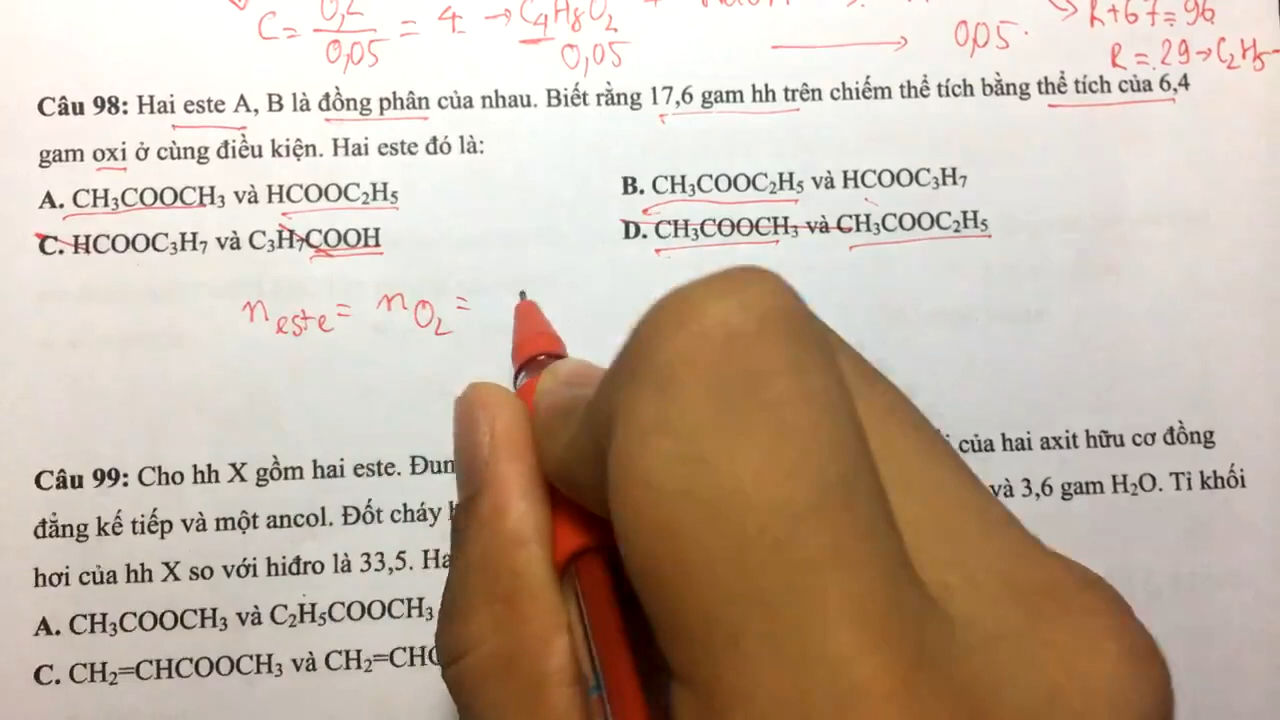 C = 0,2 / 0,05 = 4 → C4H8O2
0,05 → 0,05
R+67=96
R = 29 → C2H5-
Câu 98: Hai este A, B là đồng phân của nhau. Biết rằng 17,6 gam hh trên chiếm thể tích bằng thể tích của 6,4
gam oxi ở cùng điều kiện. Hai este đó là:
A. CH₃COOCH₃ và HCOOC₂H₅
B. CH₃COOC₂H₅ và HCOOC₃H₇
C. HCOOC₃H₇ và C₃H₇COOH
D. CH₃COOCH₃ và CH₃COOC₂H₅
n este = n O₂ =
Câu 99: Cho hh X gồm hai este. Đun của hai axit hữu cơ đồng
đẳng kế tiếp và một ancol. Đốt cháy và 3,6 gam H₂O. Tỉ khối
hơi của hh X so với hiđro là 33,5.
A. CH₃COOCH₃ và C₂H₅COOCH₃
C. CH₂=CHCOOCH₃ và